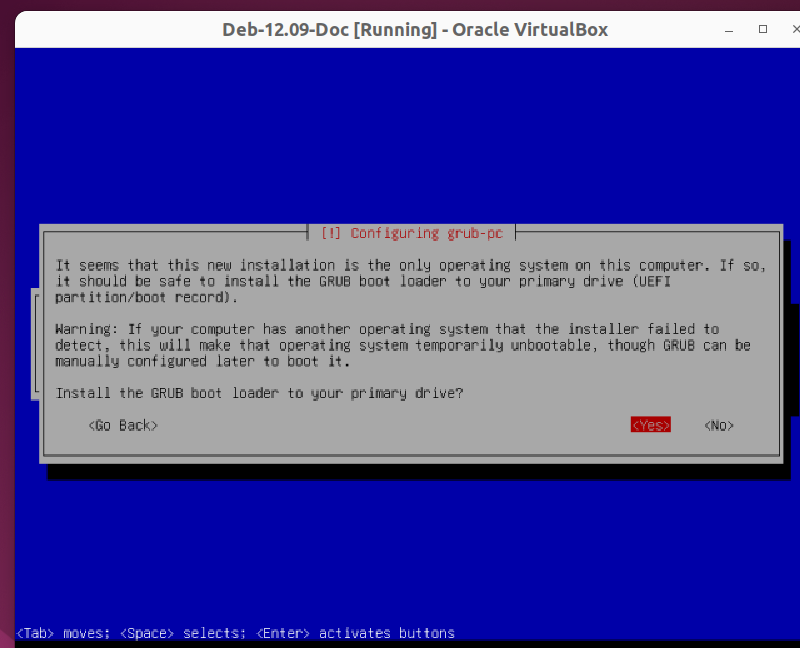 Deb-12.09-Doc [Running] - Oracle VirtualBox
[!] Configuring grub-pc
It seems that this new installation is the only operating system on this computer. If so,
it should be safe to install the GRUB boot loader to your primary drive (UEFI
partition/boot record).
Warning: If your computer has another operating system that the installer failed to
detect, this will make that operating system temporarily unbootable, though GRUB can be
manually configured later to boot it.
Install the GRUB boot loader to your primary drive?
<Go Back> <Yes> <No>
<Tab> moves; <Space> selects; <Enter> activates buttons